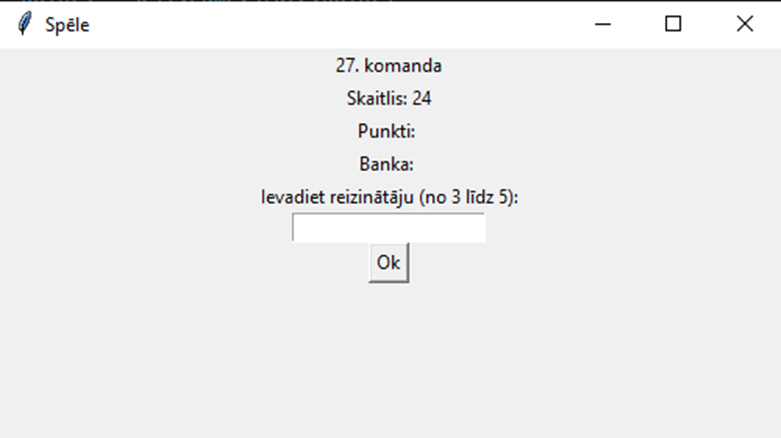 Spēle
27. komanda
Skaitlis: 24
Punkti:
Banka:
Ievadiet reizinātāju (no 3 līdz 5):
Ok